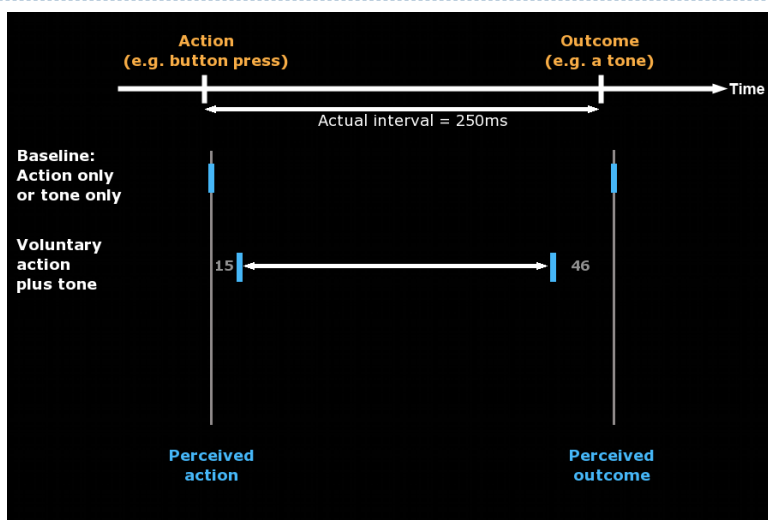 Action
(e.g. button press)
Outcome
(e.g. a tone)
Time
Actual interval = 250ms
Baseline:
Action only
or tone only
Voluntary
action
plus tone
15
46
Perceived
action
Perceived
outcome